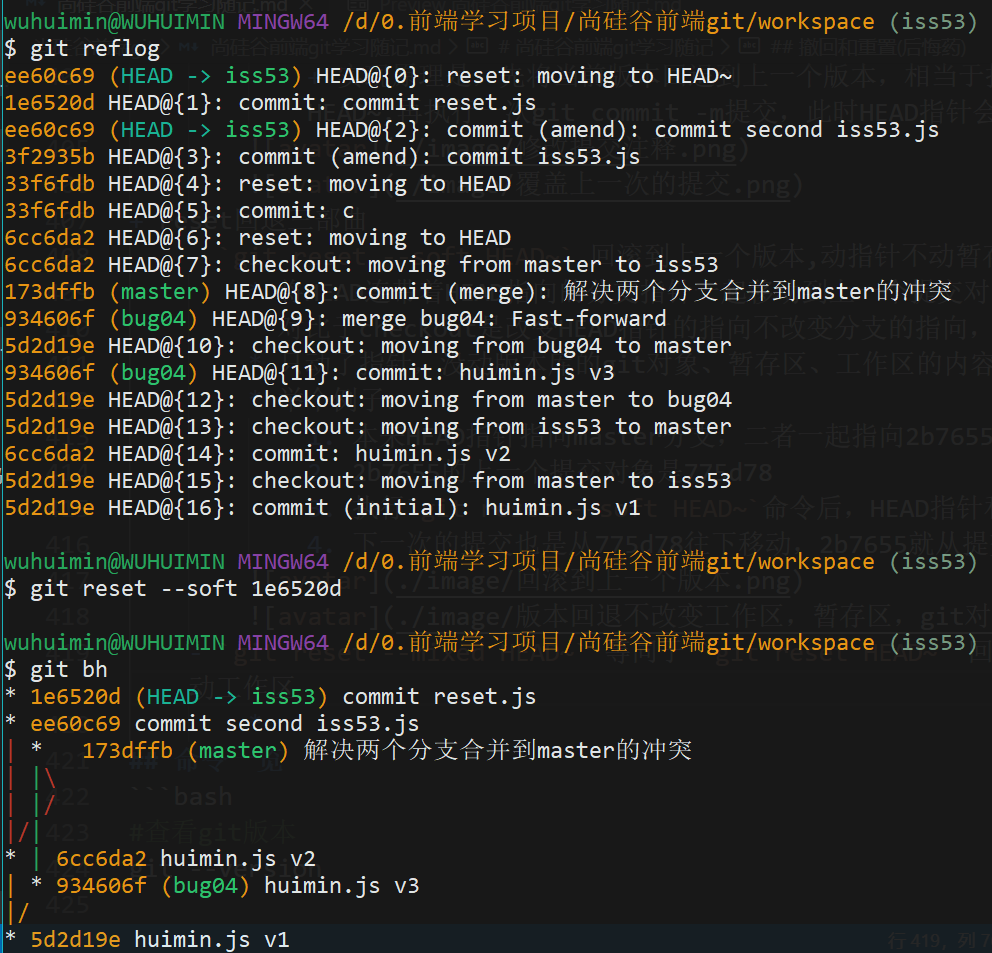 wuhuimin@WUHUIMIN MINGW64 /d/0.前端学习项目/尚硅谷前端git/workspace (iss53)
$ git reflog
ee60c69 (HEAD -> iss53) HEAD@{0}: reset: moving to HEAD~
1e6520d HEAD@{1}: commit: commit reset.js
ee60c69 (HEAD -> iss53) HEAD@{2}: commit (amend): commit second iss53.js
3f2935b HEAD@{3}: commit (amend): commit iss53.js
33f6fdb HEAD@{4}: reset: moving to HEAD
33f6fdb HEAD@{5}: commit: c
6cc6da2 HEAD@{6}: reset: moving to HEAD
6cc6da2 HEAD@{7}: checkout: moving from master to iss53
173dffb (master) HEAD@{8}: commit (merge): 解决两个分支合并到master的冲突
934606f (bug04) HEAD@{9}: merge bug04: Fast-forward
5d2d19e HEAD@{10}: checkout: moving from bug04 to master
934606f (bug04) HEAD@{11}: commit: huimin.js v3
5d2d19e HEAD@{12}: checkout: moving from master to bug04
5d2d19e HEAD@{13}: checkout: moving from iss53 to master
6cc6da2 HEAD@{14}: commit: huimin.js v2
5d2d19e HEAD@{15}: checkout: moving from master to iss53
5d2d19e HEAD@{16}: commit (initial): huimin.js v1
wuhuimin@WUHUIMIN MINGW64 /d/0.前端学习项目/尚硅谷前端git/workspace (iss53)
$ git reset --soft 1e6520d
wuhuimin@WUHUIMIN MINGW64 /d/0.前端学习项目/尚硅谷前端git/workspace (iss53)
$ git bh
* 1e6520d (HEAD -> iss53) commit reset.js
* ee60c69 commit second iss53.js
| *   173dffb (master) 解决两个分支合并到master的冲突
| |\
| |/
|/|
* | 6cc6da2 huimin.js v2
| * 934606f (bug04) huimin.js v3
|/
* 5d2d19e huimin.js v1